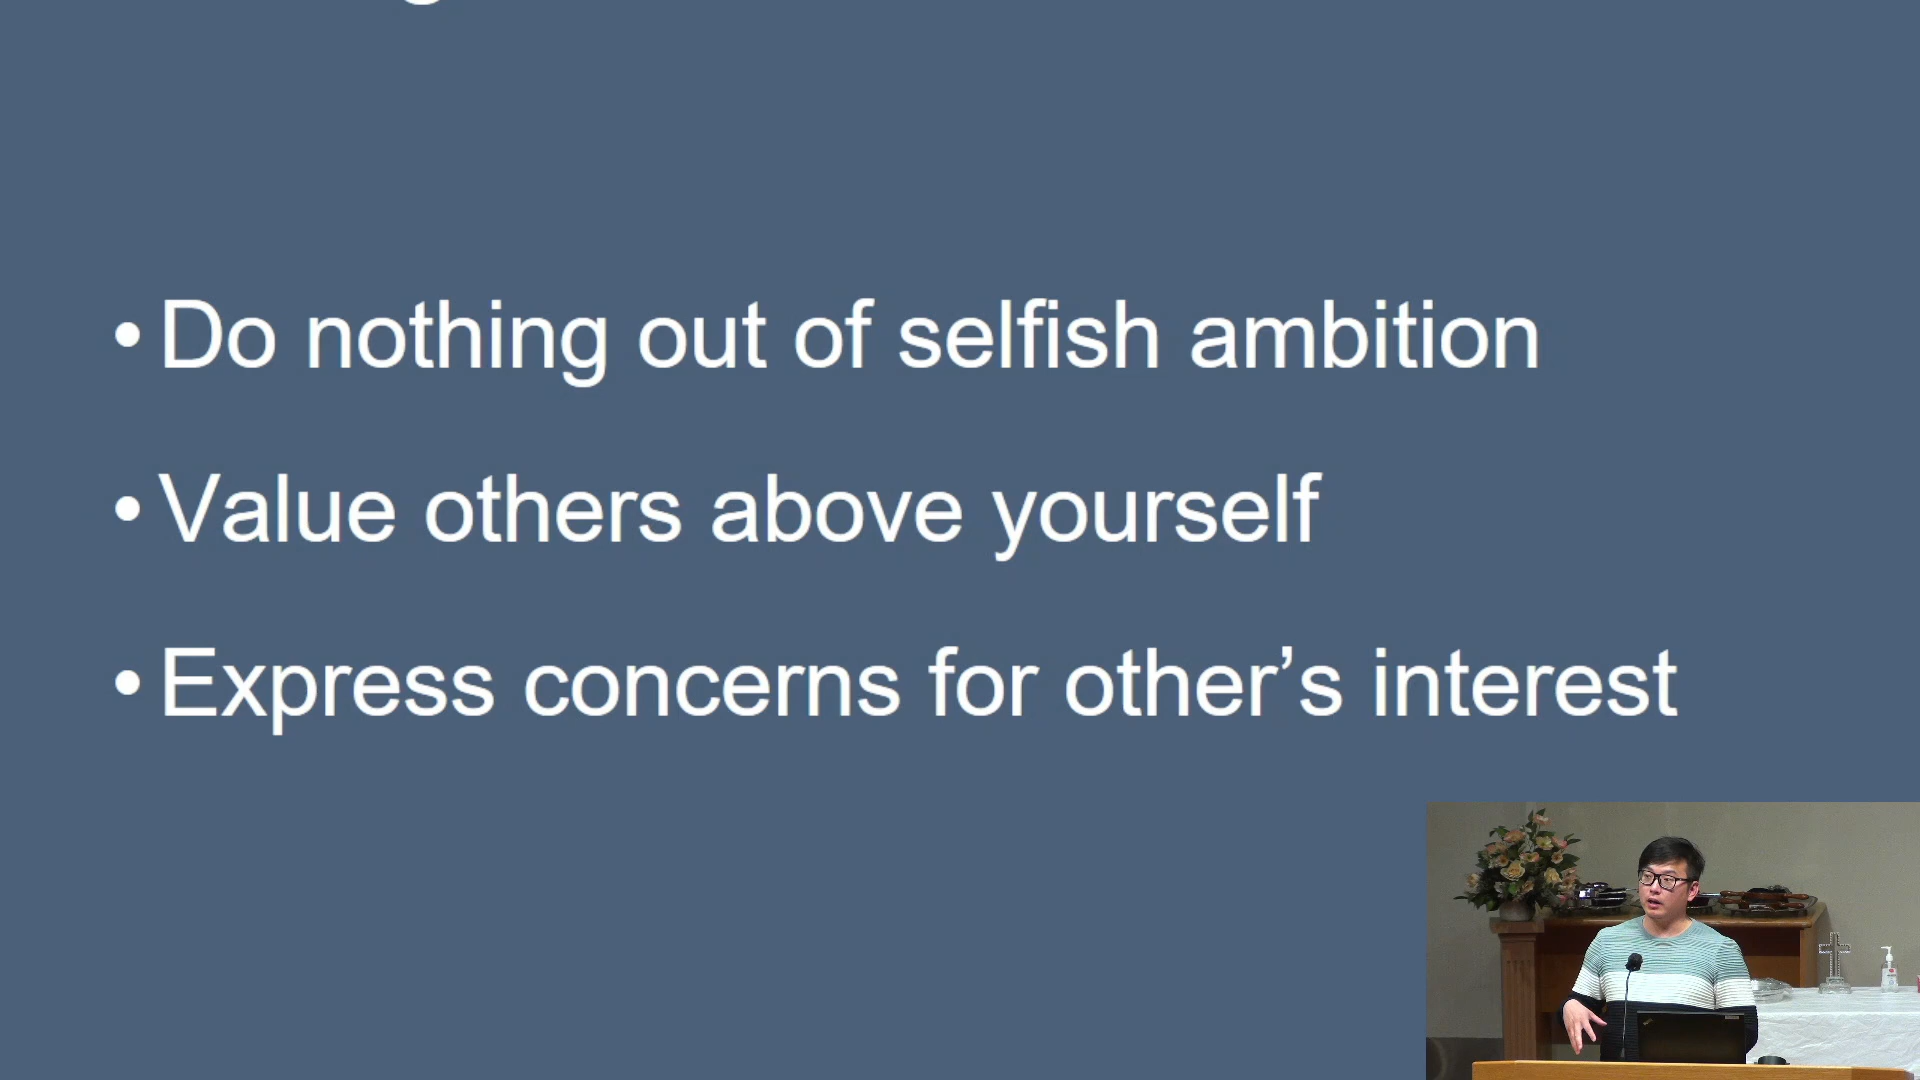 • Do nothing out of selfish ambition
• Value others above yourself
• Express concerns for other’s interest